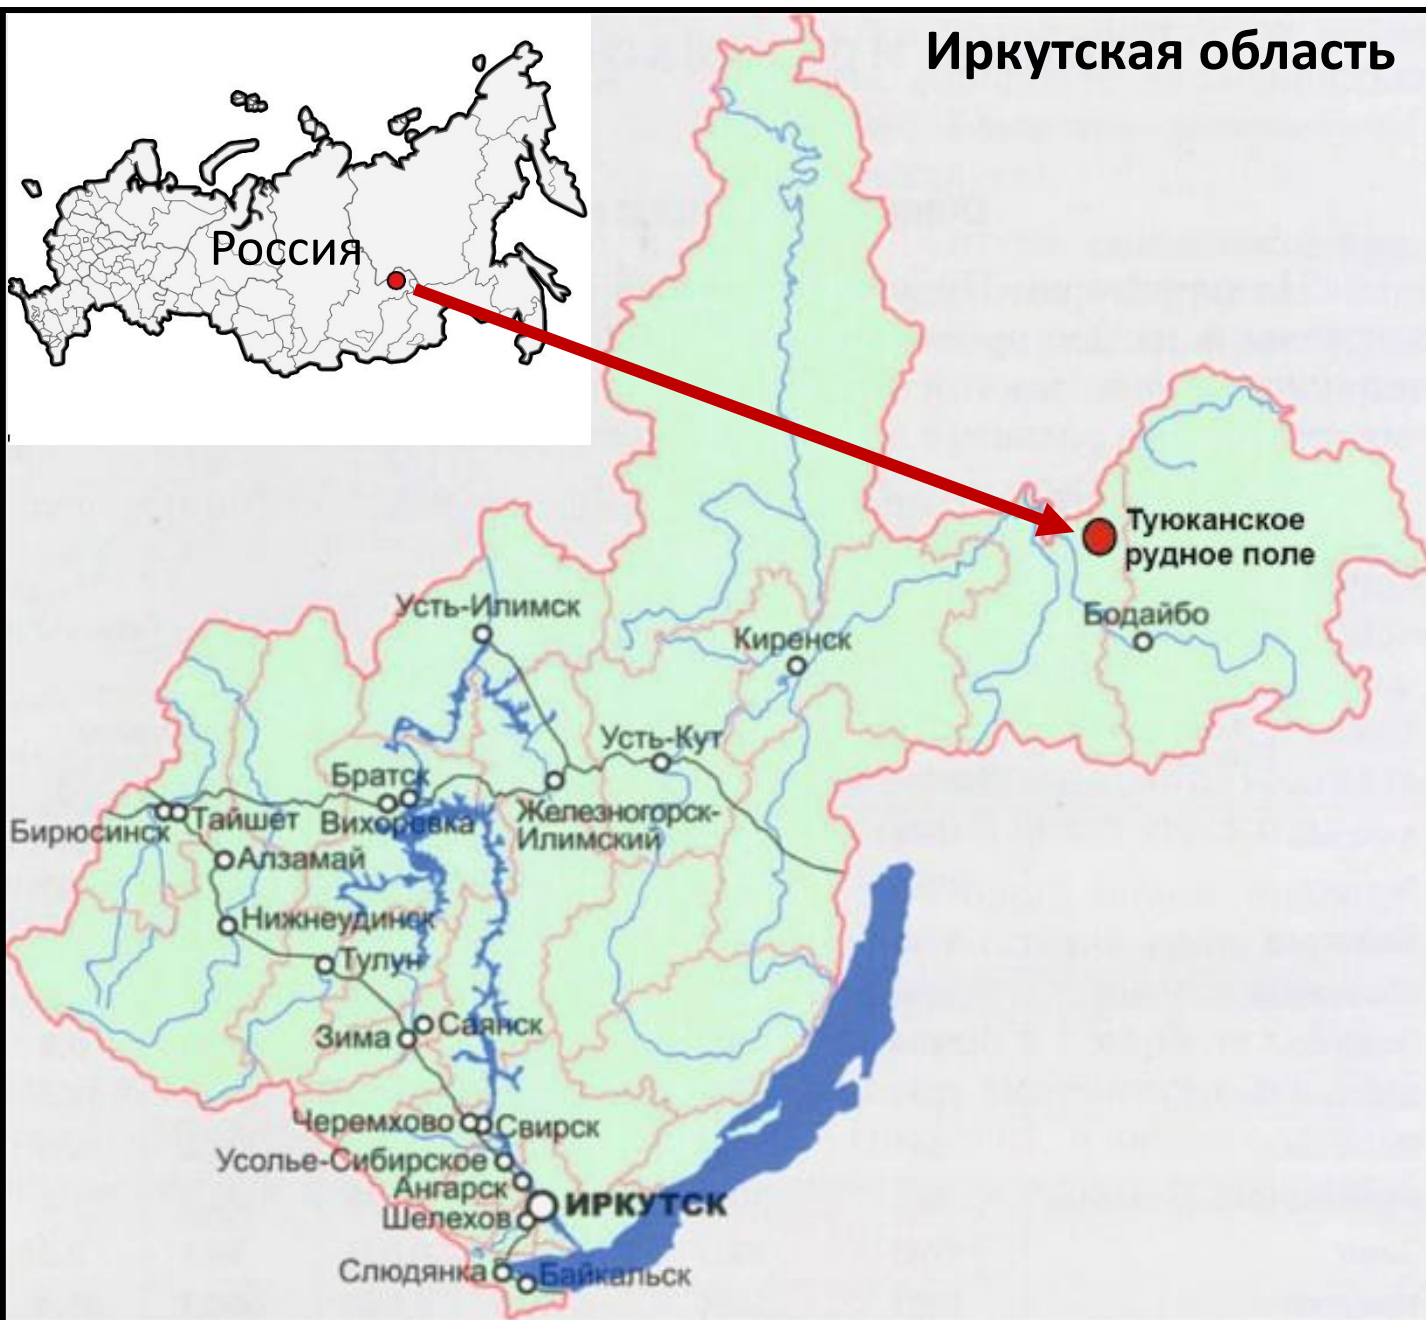 Иркутская область
Россия
Туюканское
рудное поле
Бодайбо
Усть-Илимск
Киренск
Усть-Кут
Братск
Вихоревка
Железногорск-
Илимский
Бирюсинск
Тайшет
Алзамай
Нижнеудинск
Тулун
Саянск
Зима
Черемхово
Свирск
Усолье-Сибирское
Ангарск
ИРКУТСК
Шелехов
Слюдянка
Байкальск